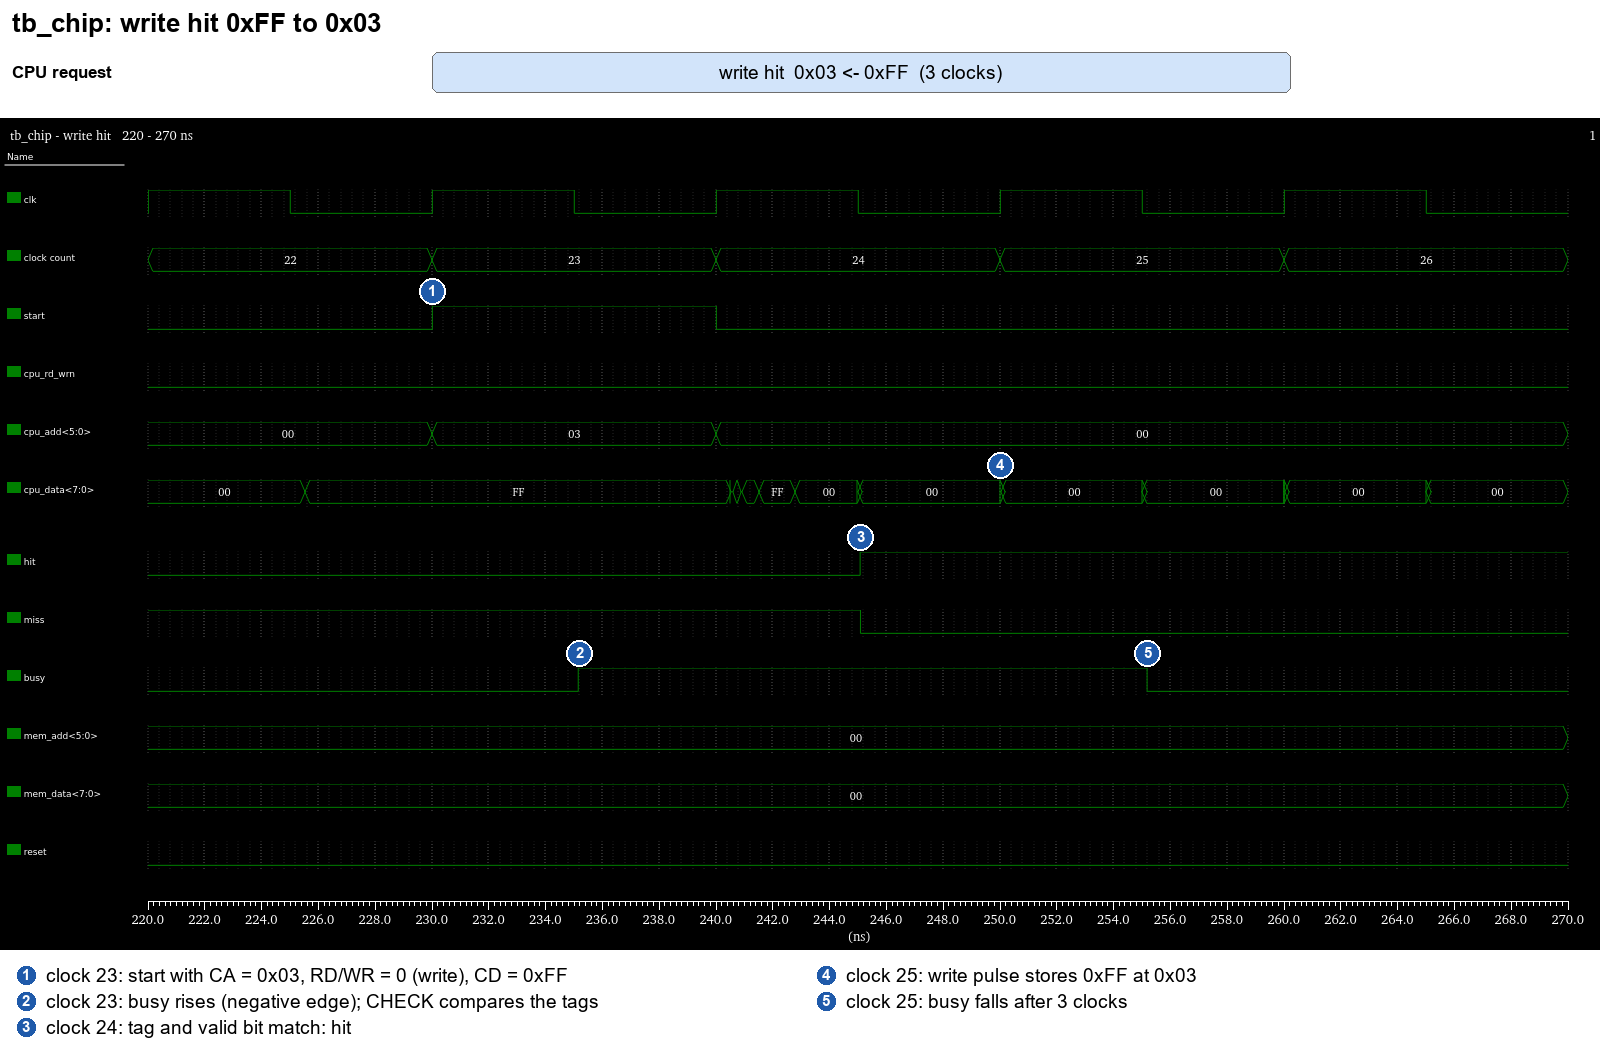 tb_chip: write hit 0xFF to 0x03
CPU request
write hit 0x03 <- 0xFF (3 clocks)
tb_chip - write hit 220 - 270 ns
1
Name
clk
clock count
22 23 24 25 26
1
start
cpu_rd_wrn
cpu_add<5:0>
00 03 00
4
cpu_data<7:0>
00 FF FF 00 00 00 00 00 00
3
hit
miss
2 5
busy
mem_add<5:0>
00
mem_data<7:0>
00
reset
220.0 222.0 224.0 226.0 228.0 230.0 232.0 234.0 236.0 238.0 240.0 242.0 244.0 246.0 248.0 250.0 252.0 254.0 256.0 258.0 260.0 262.0 264.0 266.0 268.0 270.0
(ns)
1 clock 23: start with CA = 0x03, RD/WR = 0 (write), CD = 0xFF
2 clock 23: busy rises (negative edge); CHECK compares the tags
3 clock 24: tag and valid bit match: hit
4 clock 25: write pulse stores 0xFF at 0x03
5 clock 25: busy falls after 3 clocks